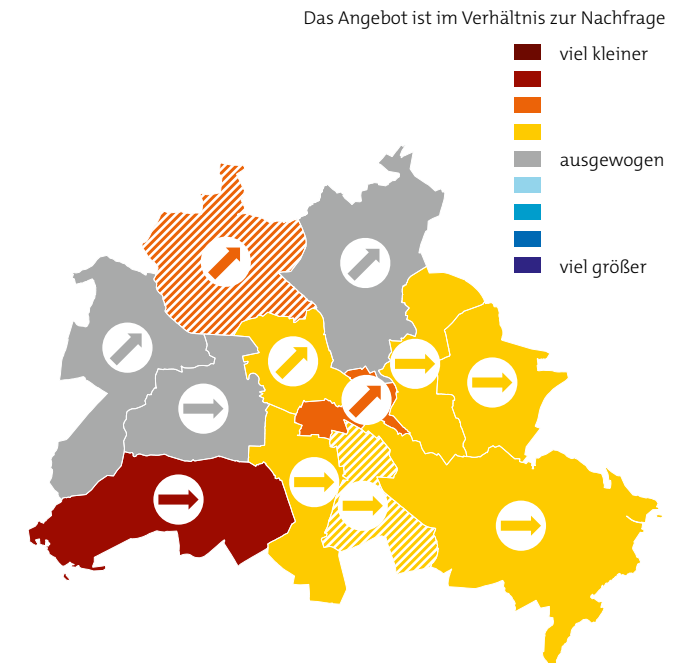 Das Angebot ist im Verhältnis zur Nachfrage
viel kleiner
ausgewogen
viel größer